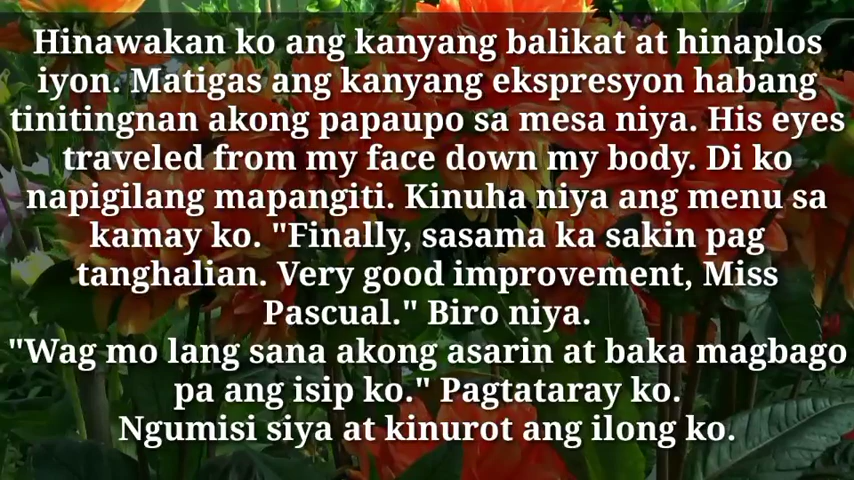 Hinawakan ko ang kanyang balikat at hinaplos
iyon. Matigas ang kanyang ekspresyon habang
tinitingnan akong papaupo sa mesa niya. His eyes
traveled from my face down my body. Di ko
napigilang mapangiti. Kinuha niya ang menu sa
kamay ko. "Finally, sasama ka sakin pag
tanghalian. Very good improvement, Miss
Pascual." Biro niya.
"Wag mo lang sana akong asarin at baka magbago
pa ang isip ko." Pagtataray ko.
Ngumisi siya at kinurot ang ilong ko.